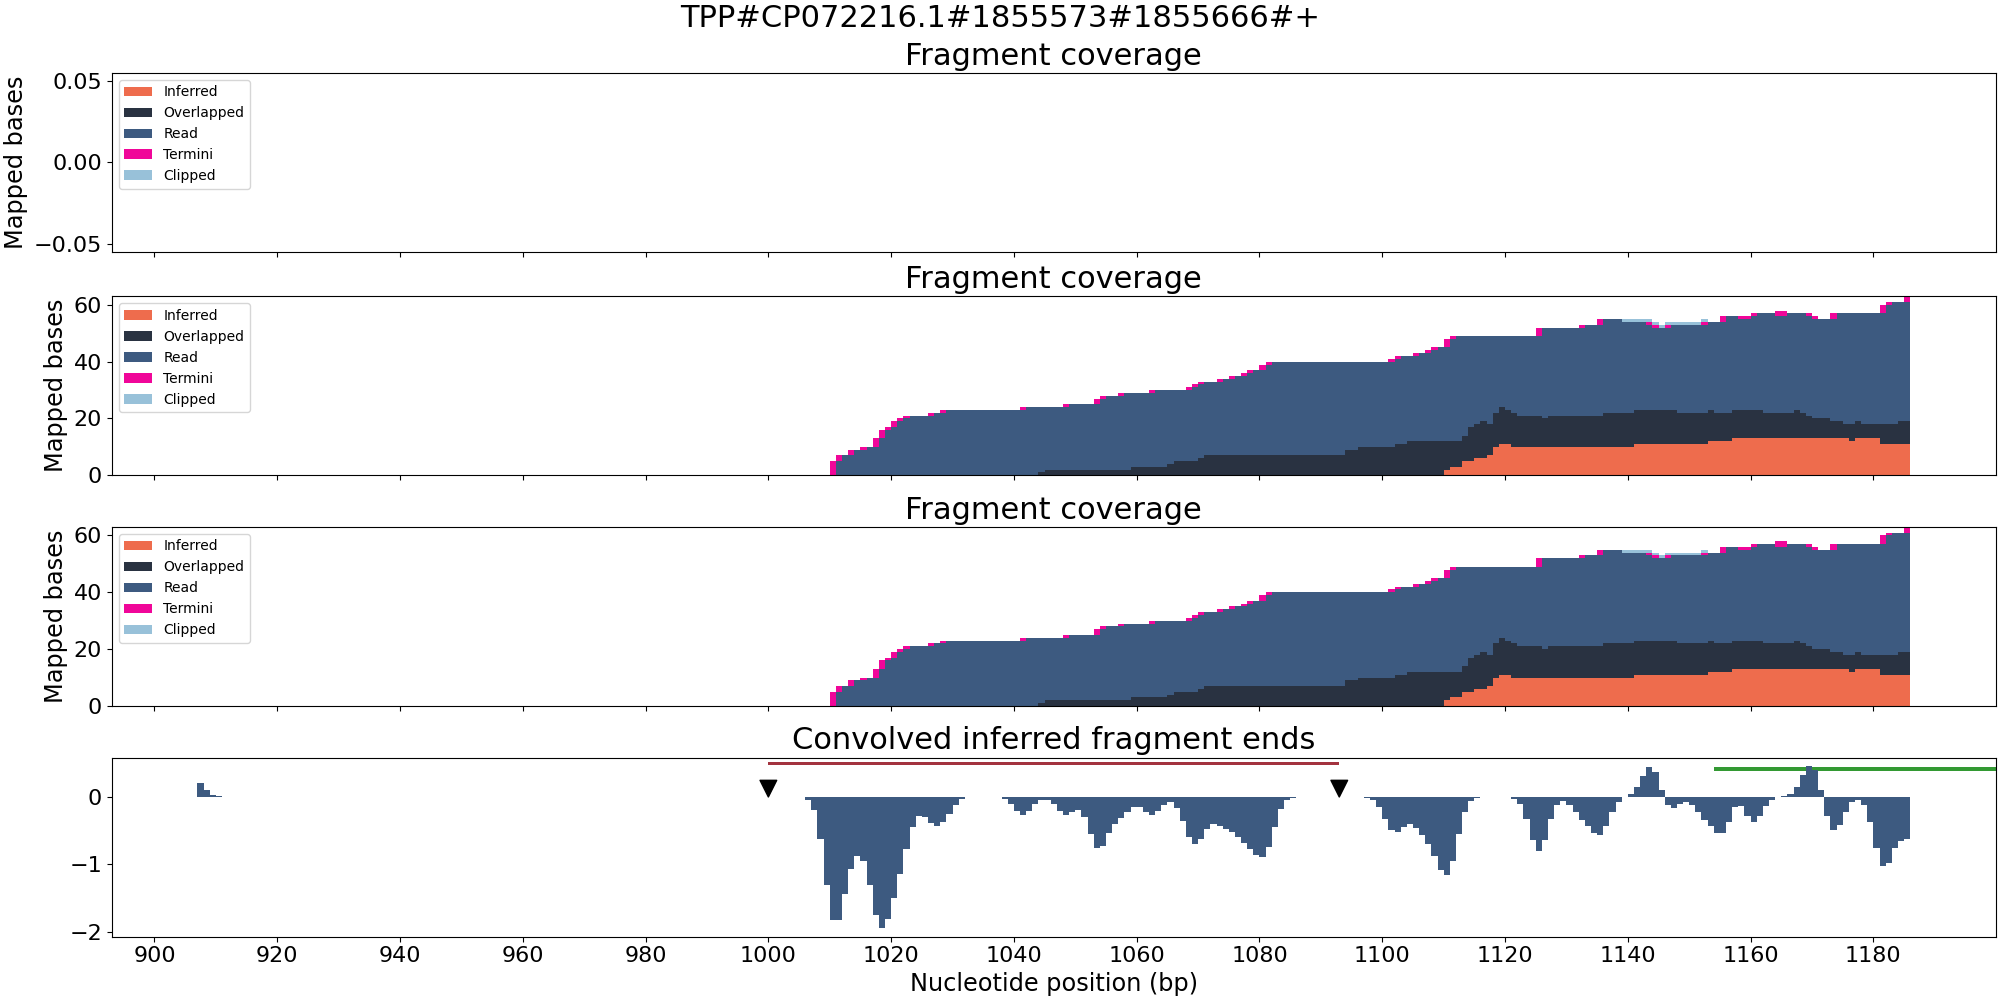 TPP#CP072216.1#1855573#1855666#+
Fragment coverage
Mapped bases
0.05
0.00
−0.05
Inferred
Overlapped
Read
Termini
Clipped
Fragment coverage
Mapped bases
60
40
20
0
Inferred
Overlapped
Read
Termini
Clipped
Fragment coverage
Mapped bases
60
40
20
0
Inferred
Overlapped
Read
Termini
Clipped
Convolved inferred fragment ends
0
−1
−2
900 920 940 960 980 1000 1020 1040 1060 1080 1100 1120 1140 1160 1180
Nucleotide position (bp)